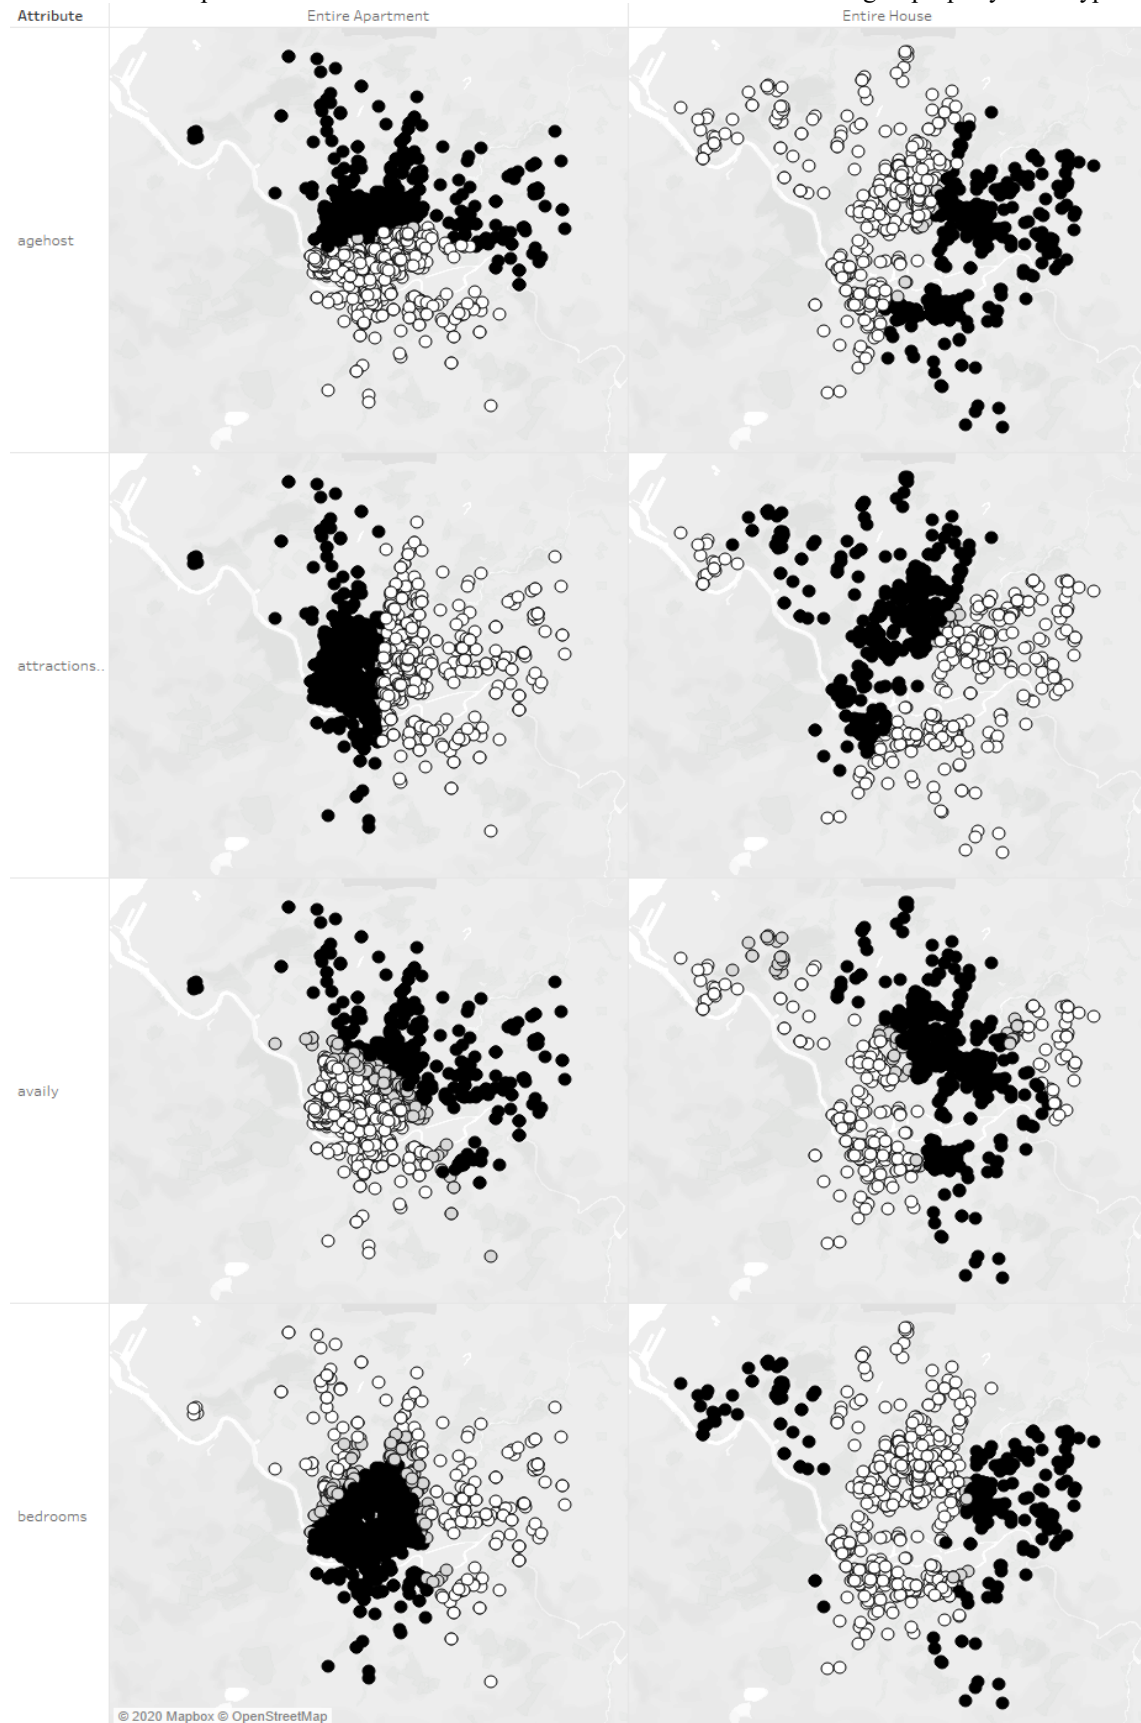 Attribute Entire Apartment Entire House
agehost
attractions..
availy
bedrooms
© 2020 Mapbox © OpenStreetMap